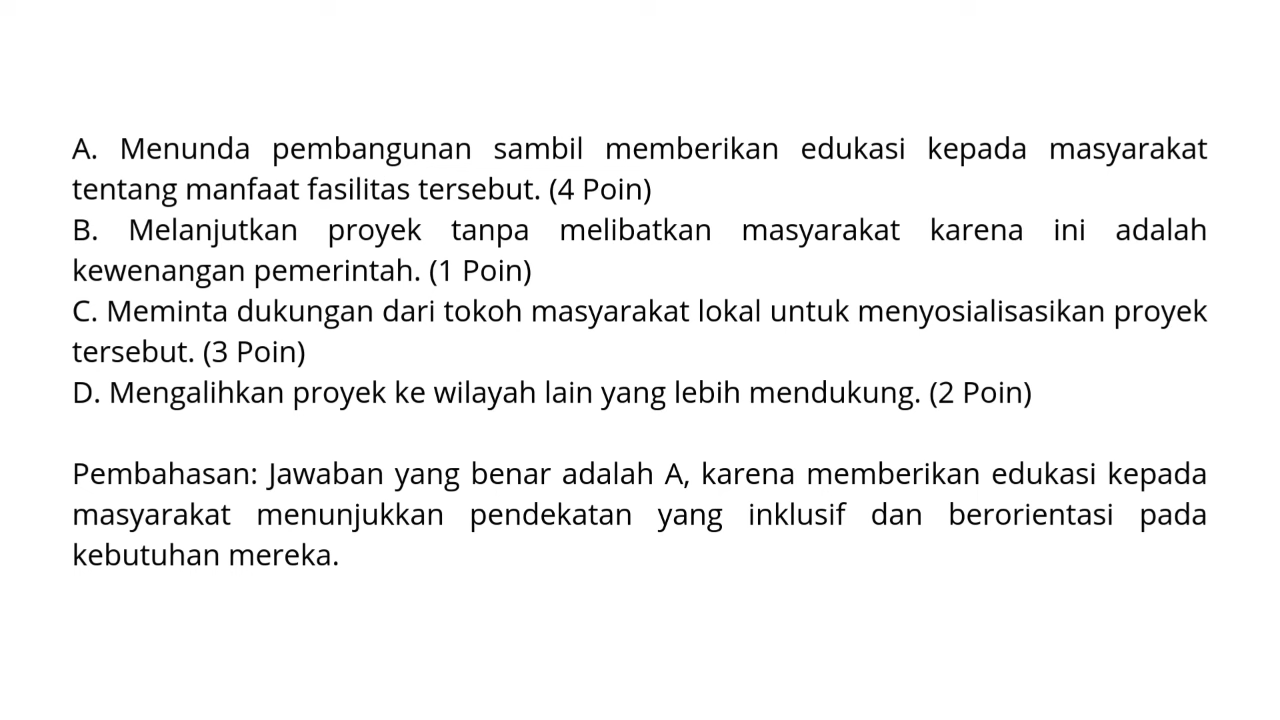 A. Menunda pembangunan sambil memberikan edukasi kepada masyarakat
tentang manfaat fasilitas tersebut. (4 Poin)
B. Melanjutkan proyek tanpa melibatkan masyarakat karena ini adalah
kewenangan pemerintah. (1 Poin)
C. Meminta dukungan dari tokoh masyarakat lokal untuk menyosialisasikan proyek
tersebut. (3 Poin)
D. Mengalihkan proyek ke wilayah lain yang lebih mendukung. (2 Poin)
Pembahasan: Jawaban yang benar adalah A, karena memberikan edukasi kepada
masyarakat menunjukkan pendekatan yang inklusif dan berorientasi pada
kebutuhan mereka.